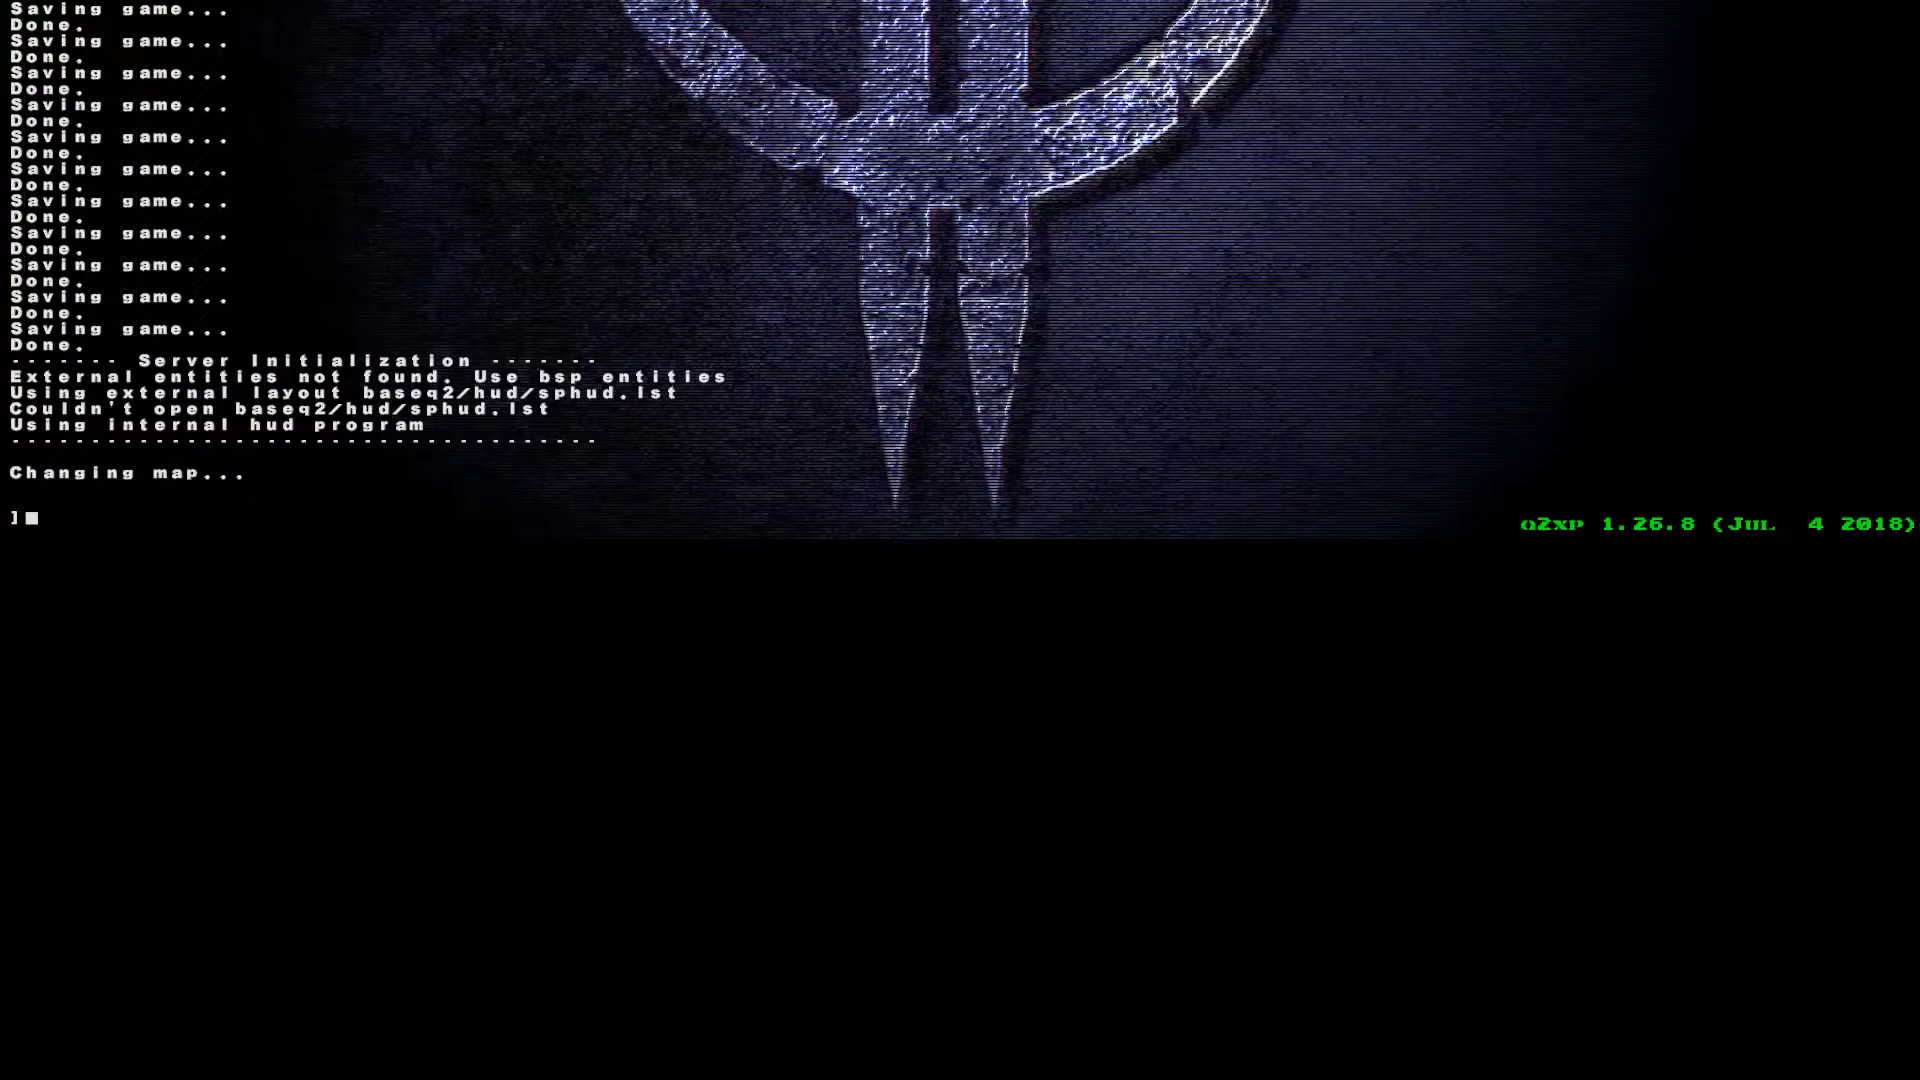 Saving game...
Done.
Saving game...
Done.
Saving game...
Done.
Saving game...
Done.
Saving game...
Done.
Saving game...
Done.
Saving game...
Done.
Saving game...
Done.
Saving game...
Done.
Saving game...
Done.
Saving game...
Done.
------- Server Initialization -------
External entities not found. Use bsp entities
Using external layout baseq2/hud/sphud.lst
Couldn't open baseq2/hud/sphud.lst
Using internal hud program
-------------------------------------
Changing map...
]
q2xp 1.26.8 (Jul  4 2018)